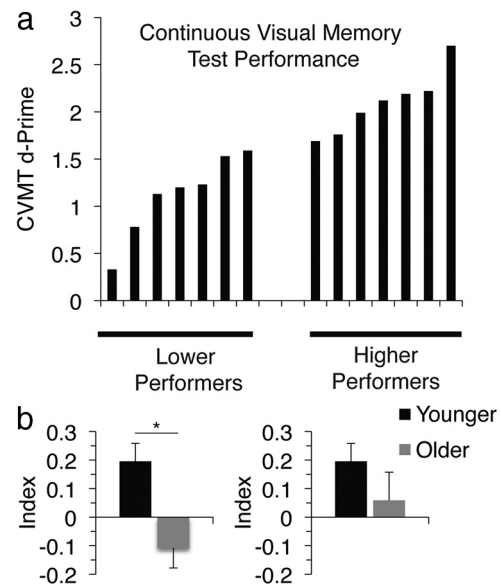 a
Continuous Visual Memory
Test Performance
CVMT d-Prime
3
2.5
2
1.5
1
0.5
0
Lower
Performers
Higher
Performers
b
Younger
Older
Index
0.3
0.2
0.1
0
-0.1
-0.2
*
Index
0.3
0.2
0.1
0
-0.1
-0.2